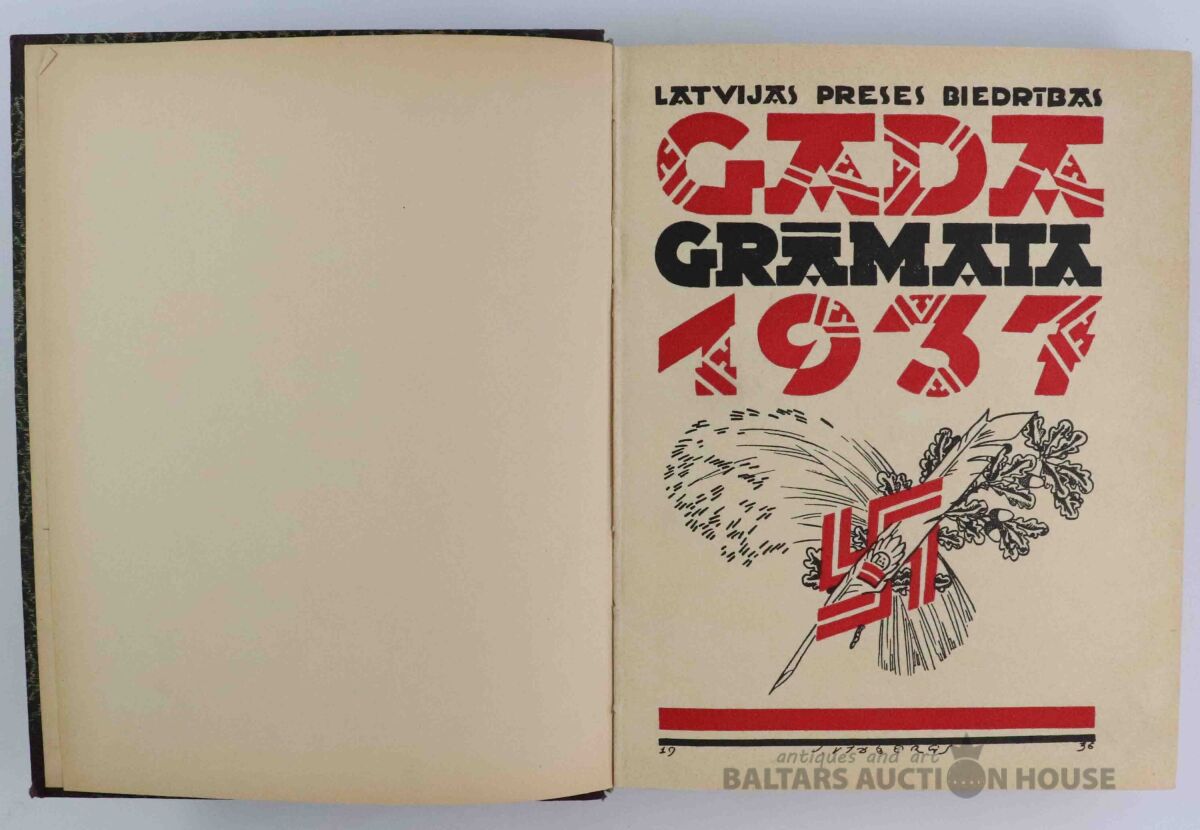 LATVIJAS PRESES BIEDRĪBAS
GADA
GRĀMATA
1937
19 36
antiques and art
BALTARS AUCTION HOUSE